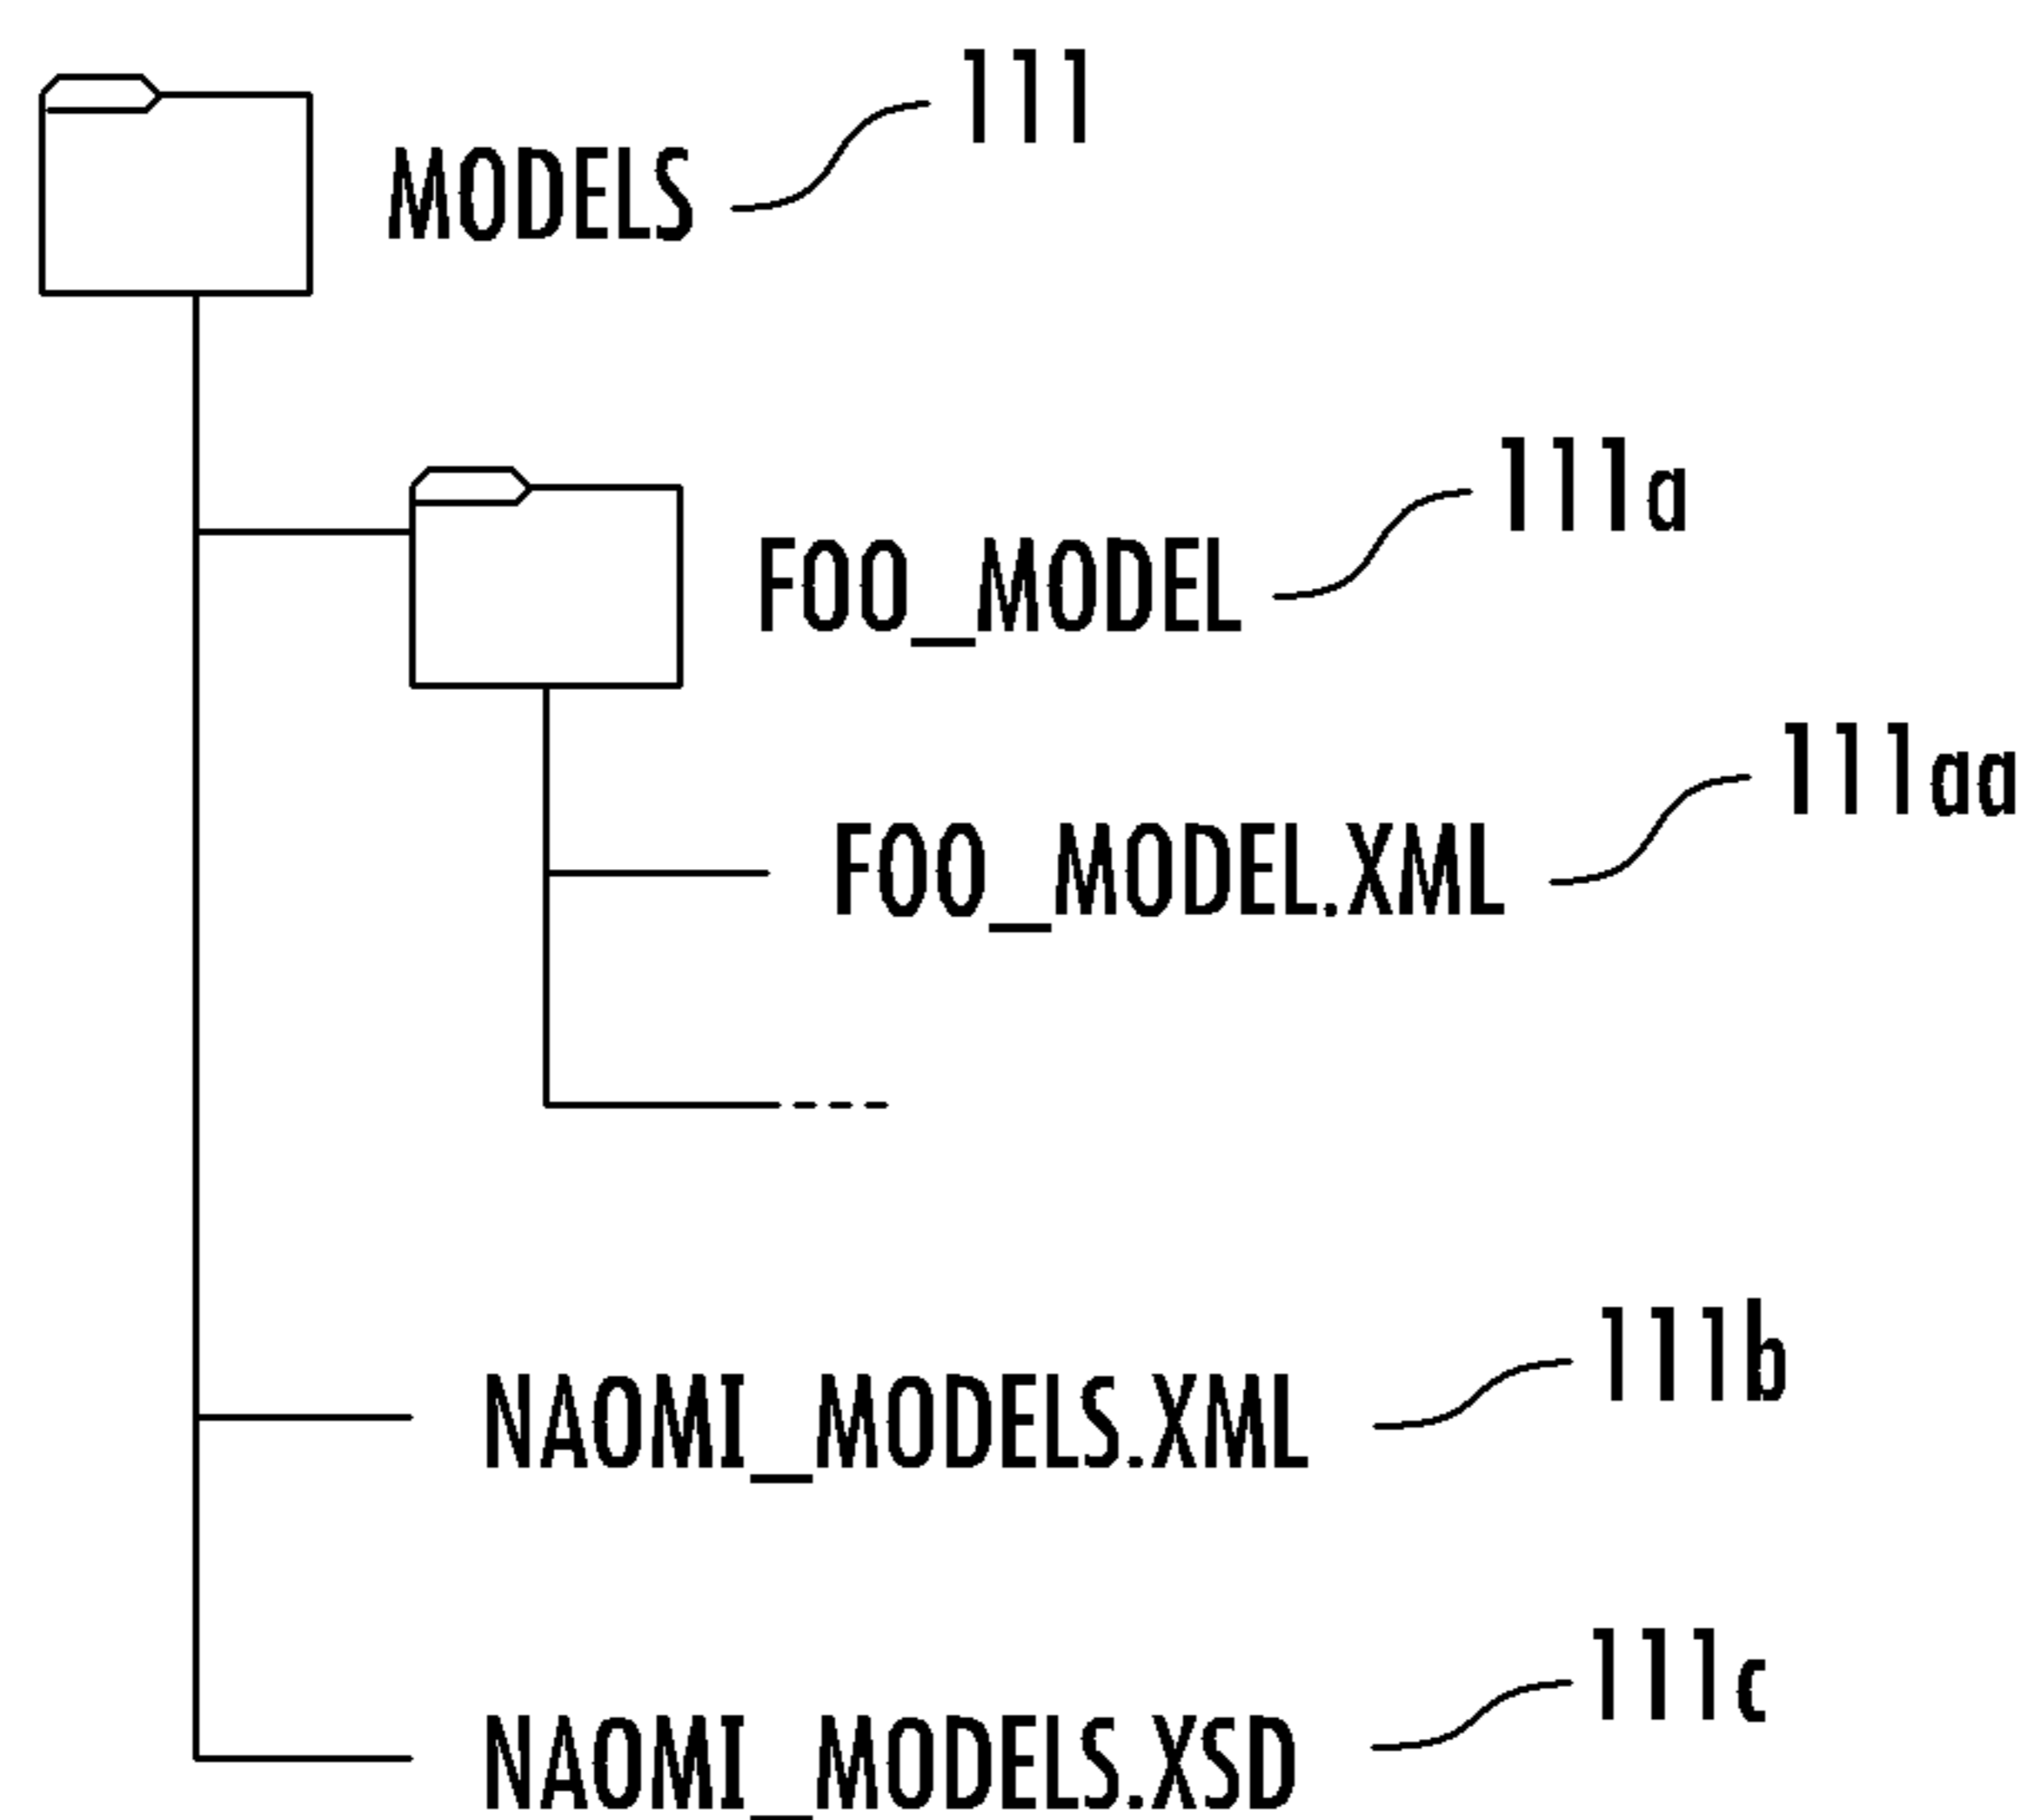 111
MODELS
111a
FOO_MODEL
111aa
FOO_MODEL.XML
111b
NAOMI_MODELS.XML
111c
NAOMI_MODELS.XSD